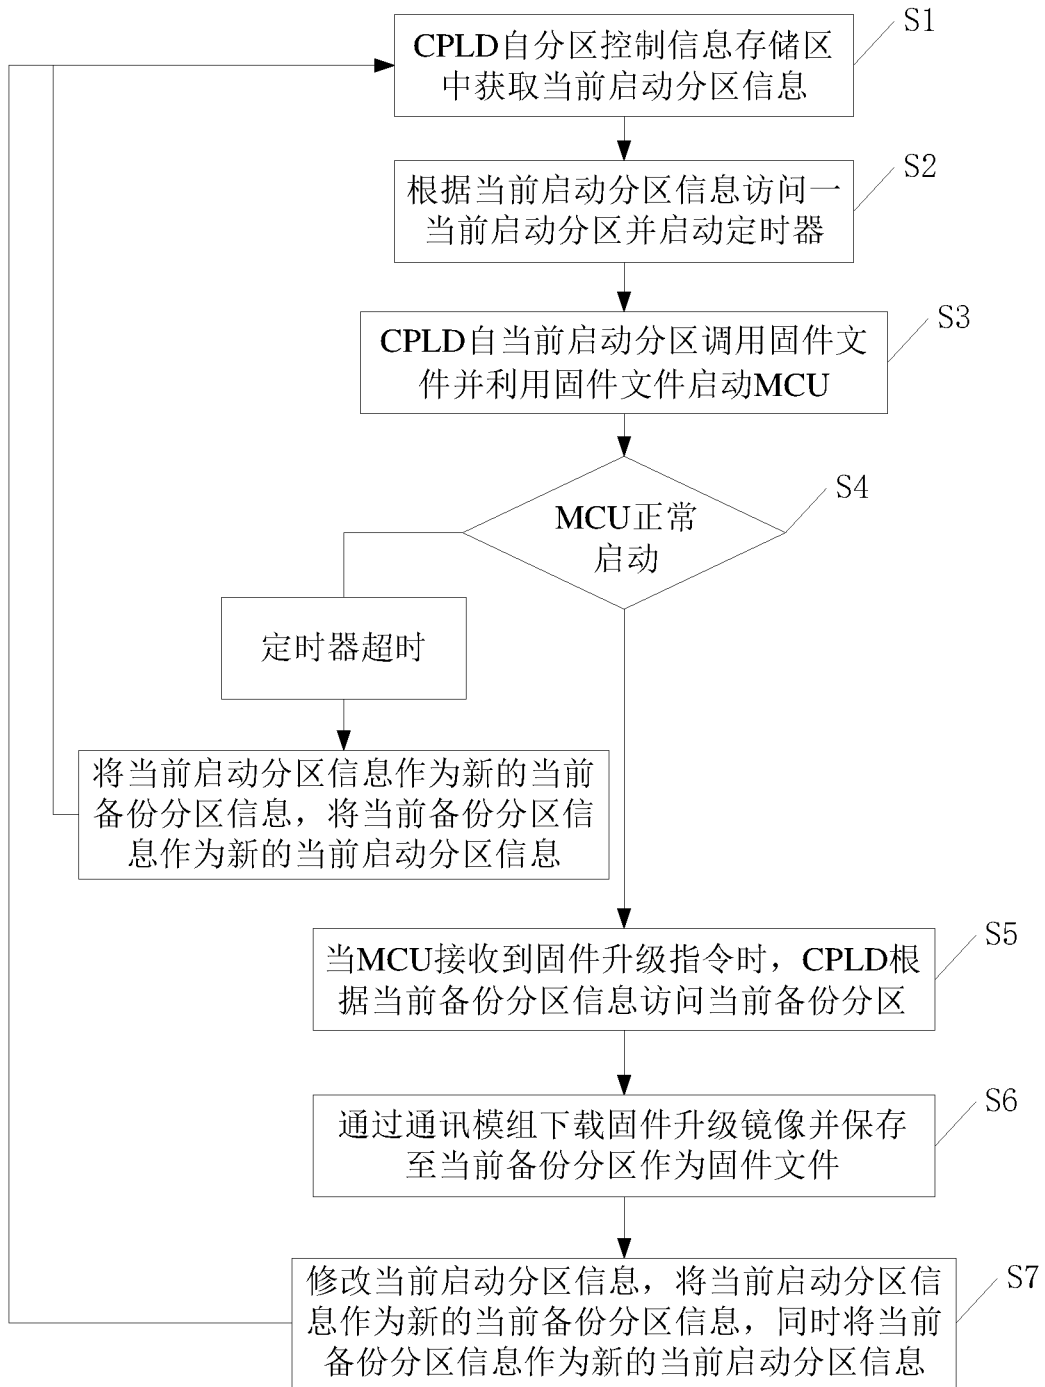 CPLD自分区控制信息存储区
中获取当前启动分区信息
S1
根据当前启动分区信息访问一
当前启动分区并启动定时器
S2
CPLD自当前启动分区调用固件文
件并利用固件文件启动MCU
S3
MCU正常
启动
S4
定时器超时
将当前启动分区信息作为新的当前
备份分区信息，将当前备份分区信
息作为新的当前启动分区信息
当MCU接收到固件升级指令时，CPLD根
据当前备份分区信息访问当前备份分区
S5
通过通讯模组下载固件升级镜像并保存
至当前备份分区作为固件文件
S6
修改当前启动分区信息，将当前启动分区信
息作为新的当前备份分区信息，同时将当前
备份分区信息作为新的当前启动分区信息
S7